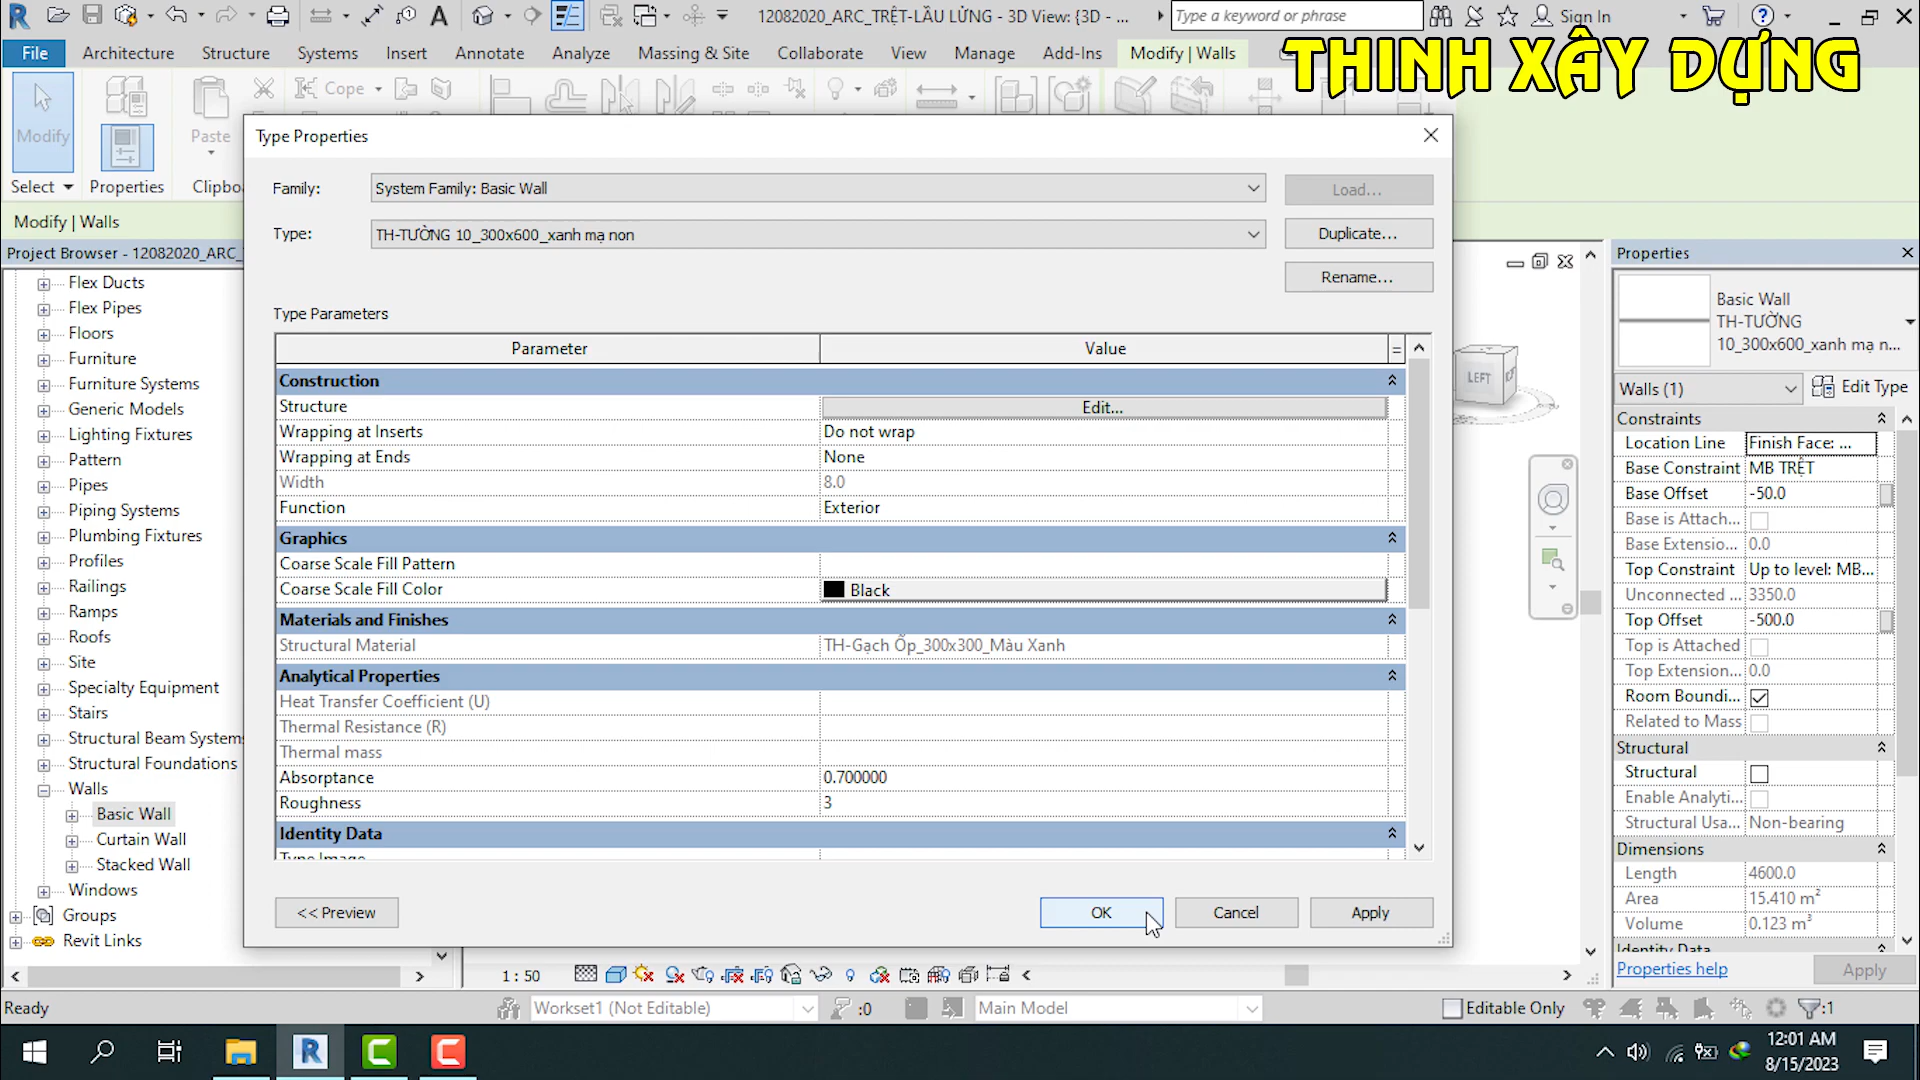 12082020_ARC_TRỆT-LẦU LỬNG - 3D View: {3D - ...
Type a keyword or phrase
Sign In
File
Architecture
Structure
Systems
Insert
Annotate
Analyze
Massing & Site
Collaborate
View
Manage
Add-Ins
Modify | Walls
THINH XÂY DỰNG
Modify
Cope
Paste
Select
Properties
Clipbo
Modify | Walls
Project Browser - 12082020_ARC_
Flex Ducts
Flex Pipes
Floors
Furniture
Furniture Systems
Generic Models
Lighting Fixtures
Pattern
Pipes
Piping Systems
Plumbing Fixtures
Profiles
Railings
Ramps
Roofs
Site
Specialty Equipment
Stairs
Structural Beam Systems
Structural Foundations
Walls
Basic Wall
Curtain Wall
Stacked Wall
Windows
Groups
Revit Links
Type Properties
Family:
System Family: Basic Wall
Load...
Type:
TH-TƯỜNG 10_300x600_xanh mạ non
Duplicate...
Rename...
Type Parameters
Parameter Value =
Construction
Structure Edit...
Wrapping at Inserts Do not wrap
Wrapping at Ends None
Width 8.0
Function Exterior
Graphics
Coarse Scale Fill Pattern
Coarse Scale Fill Color Black
Materials and Finishes
Structural Material TH-Gạch Ốp_300x300_Màu Xanh
Analytical Properties
Heat Transfer Coefficient (U)
Thermal Resistance (R)
Thermal mass
Absorptance 0.700000
Roughness 3
Identity Data
Type Image
<< Preview
OK
Cancel
Apply
LEFT
Properties
Basic Wall
TH-TƯỜNG
10_300x600_xanh mạ n...
Walls (1)
Edit Type
Constraints
Location Line Finish Face: ...
Base Constraint MB TRỆT
Base Offset -50.0
Base is Attach...
Base Extensio... 0.0
Top Constraint Up to level: MB...
Unconnected ... 3350.0
Top Offset -500.0
Top is Attached
Top Extension... 0.0
Room Boundi...
Related to Mass
Structural
Structural
Enable Analyti...
Structural Usa... Non-bearing
Dimensions
Length 4600.0
Area 15.410 m²
Volume 0.123 m³
Identity Data
Properties help
Apply
1 : 50
Ready
Workset1 (Not Editable)
:0
Main Model
Editable Only
:1
12:01 AM
8/15/2023